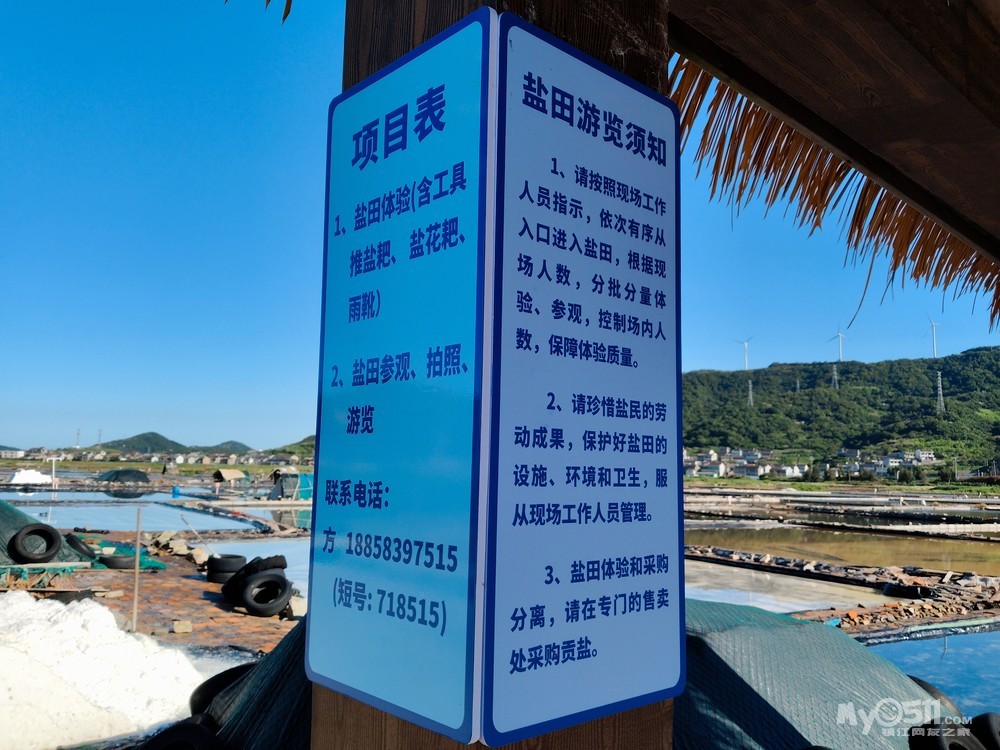 项目表
1、盐田体验(含工具
推盐耙、盐花耙、
雨靴)
2、盐田参观、拍照、
游览
联系电话:
方 18858397515
(短号: 718515)
盐田游览须知
1、请按照现场工作
人员指示，依次有序从
入口进入盐田，根据现
场人数，分批分量体
验、参观，控制场内人
数，保障体验质量。
2、请珍惜盐民的劳
动成果，保护好盐田的
设施、环境和卫生，服
从现场工作人员管理。
3、盐田体验和采购
分离，请在专门的售卖
处采购贡盐。
My0511.COM
镇江网友之家